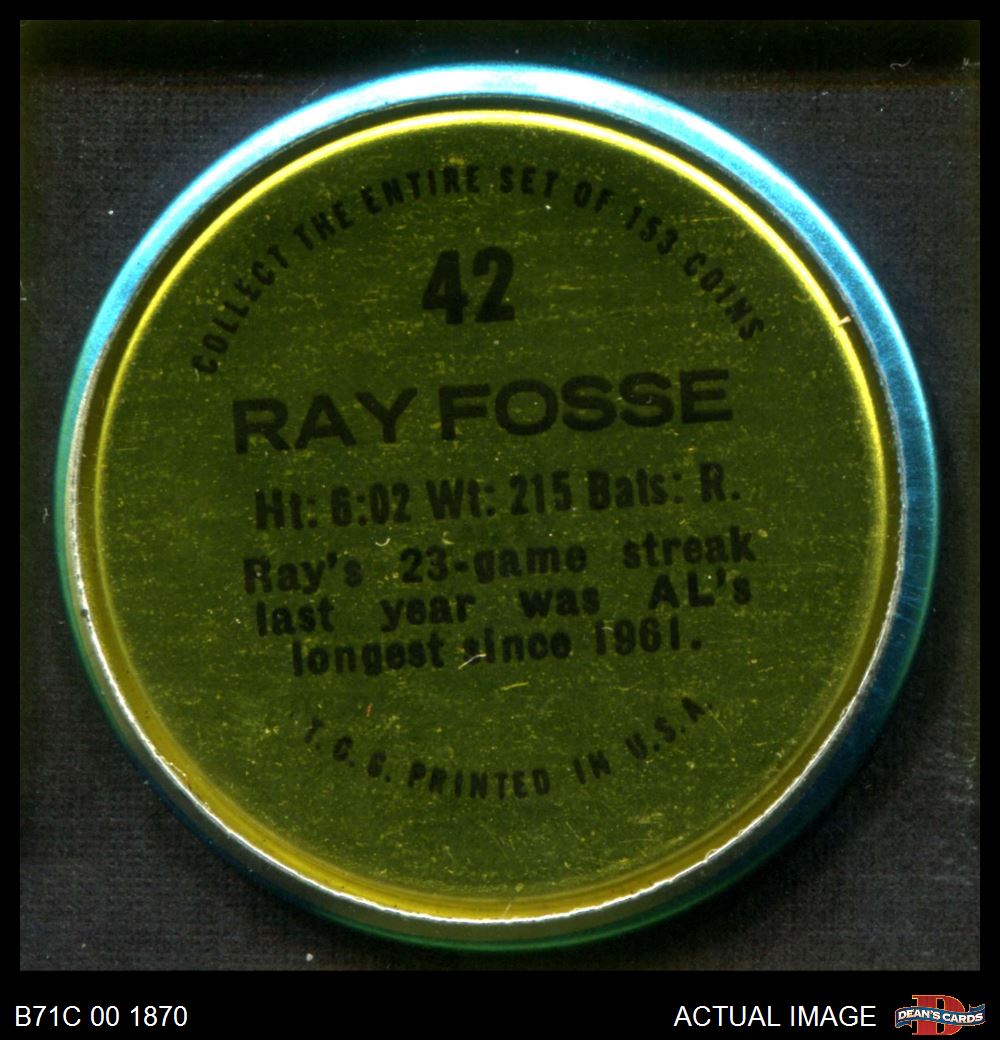 COLLECT THE ENTIRE SET OF 153 COINS
42
RAY FOSSE
Ht: 6:02 Wt: 215 Bats: R.
Ray's 23-game streak
last year was AL's
longest since 1961.
T.C.G. PRINTED IN U.S.A.
B71C 00 1870
ACTUAL IMAGE
D
DEAN'S CARDS